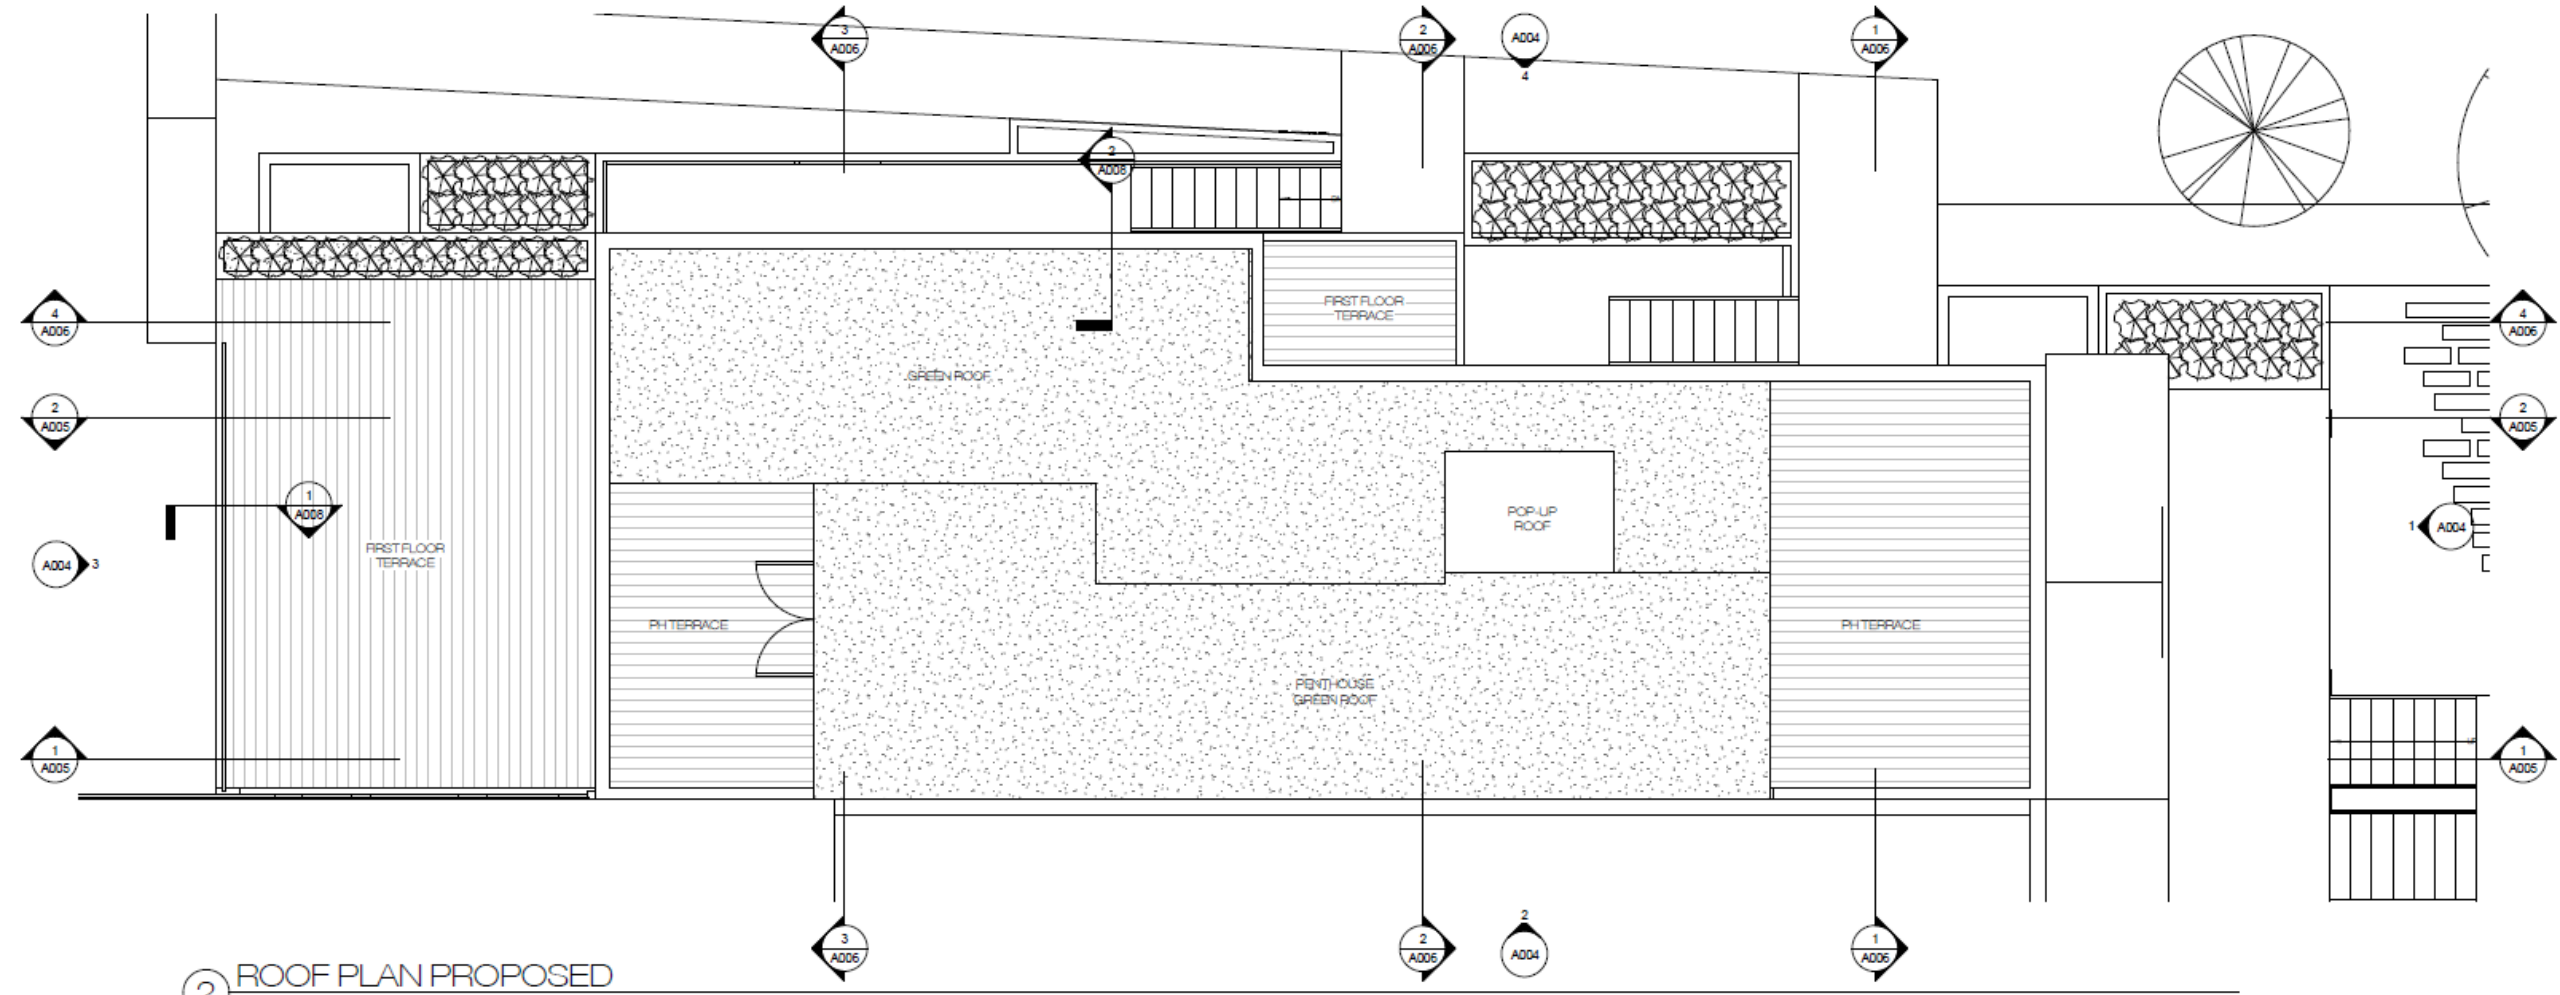 3
A006
2
A006
A004
4
1
A006
2
A008
4
A006
FIRST FLOOR
TERRACE
4
A006
GREEN ROOF
2
A005
2
A005
1
A008
POP-UP
ROOF
1
A004
FIRST FLOOR
TERRACE
A004
3
PH TERRACE
PH TERRACE
PENTHOUSE
GREEN ROOF
1
A005
1
A005
3
A006
2
A006
2
A004
1
A006
ROOF PLAN PROPOSED